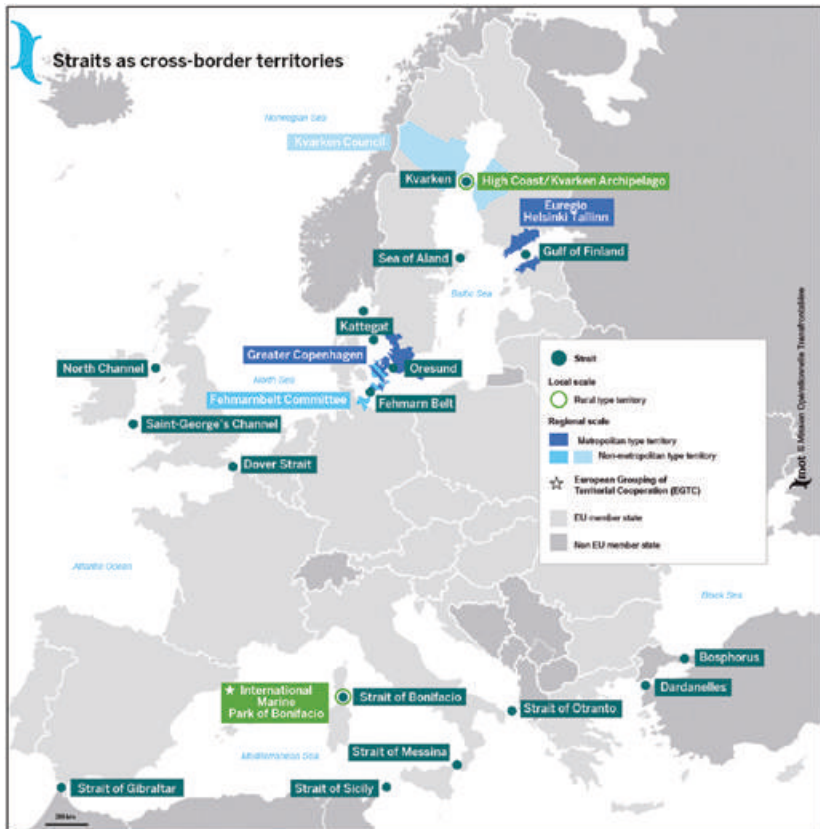 Straits as cross-border territories
Norwegian Sea
Kvarken Council
Kvarken
High Coast/Kvarken Archipelago
Euregio
Helsinki Tallinn
Sea of Aland
Gulf of Finland
Baltic Sea
Kattegat
Greater Copenhagen
North Channel
Oresund
North Sea
Fehmarnbelt Committee
Fehmarn Belt
Saint-George's Channel
Dover Strait
Strait
Local scale
Rural type territory
Regional scale
Metropolitan type territory
Non-metropolitan type territory
European Grouping of
Territorial Cooperation (EGTC)
EU member state
Non EU member state
mot © Mission Opérationnelle Transfrontalière
Atlantic Ocean
Black Sea
Bosphorus
Dardanelles
International
Marine
Park of Bonifacio
Strait of Bonifacio
Strait of Otranto
Mediterranean Sea
Strait of Messina
Strait of Gibraltar
Strait of Sicily